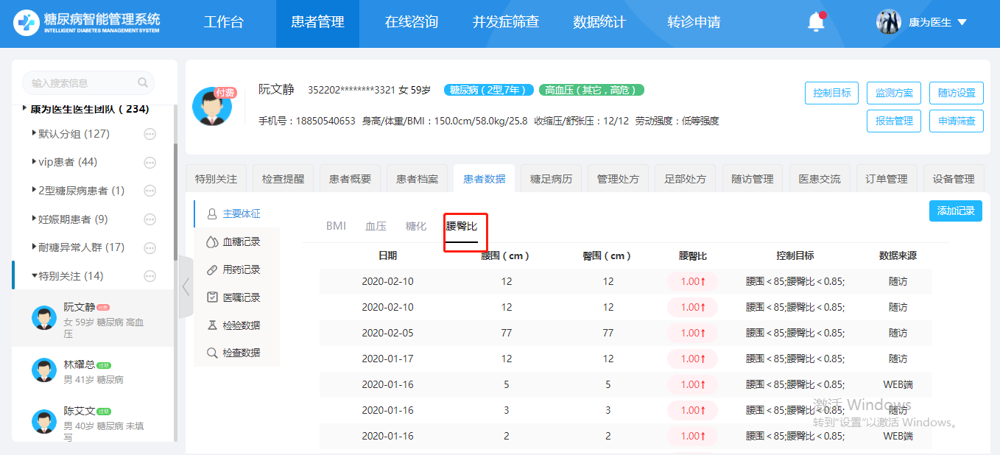 糖尿病智能管理系统
INTELLIGENT DIABETES MANAGEMENT SYSTEM
工作台 患者管理 在线咨询 并发症筛查 数据统计 转诊申请 康为医生
输入搜索信息
康为医生医生团队（234）
默认分组 (127)
vip患者 (44)
2型糖尿病患者 (1)
妊娠期患者 (9)
耐糖异常人群 (17)
特别关注 (14)
阮文静 付费
女 59岁 糖尿病 高血
压
林耀总 过期
男 41岁 糖尿病
陈艾文 过期
男 40岁 糖尿病 未填
写
付费
阮文静 352202********3321 女 59岁 糖尿病（2型,7年） 高血压（其它，高危）
手机号：18850540653 身高/体重/BMI：150.0cm/58.0kg/25.8 收缩压/舒张压：12/12 劳动强度：低等强度
控制目标 监测方案 随访设置
报告管理 申请筛查
特别关注 检查提醒 患者概要 患者档案 患者数据 糖足病历 管理处方 足部处方 随访管理 医患交流 订单管理 设备管理
主要体征
血糖记录
用药记录
医嘱记录
检验数据
检查数据
添加记录
BMI 血压 糖化 腰臀比
日期 腰围（cm） 臀围（cm） 腰臀比 控制目标 数据来源
2020-02-10 12 12 1.00↑ 腰围＜85;腰臀比＜0.85; 随访
2020-02-10 12 12 1.00↑ 腰围＜85;腰臀比＜0.85; 随访
2020-02-05 77 77 1.00↑ 腰围＜85;腰臀比＜0.85; 随访
2020-01-17 12 12 1.00↑ 腰围＜85;腰臀比＜0.85; 随访
2020-01-16 5 5 1.00↑ 腰围＜85;腰臀比＜0.85; WEB端
2020-01-16 3 3 1.00↑ 腰围＜85;腰臀比＜0.85; 随访
2020-01-16 2 2 1.00↑ 腰围＜85;腰臀比＜0.85; WEB端
激活 Windows
转到"设置"以激活 Windows。